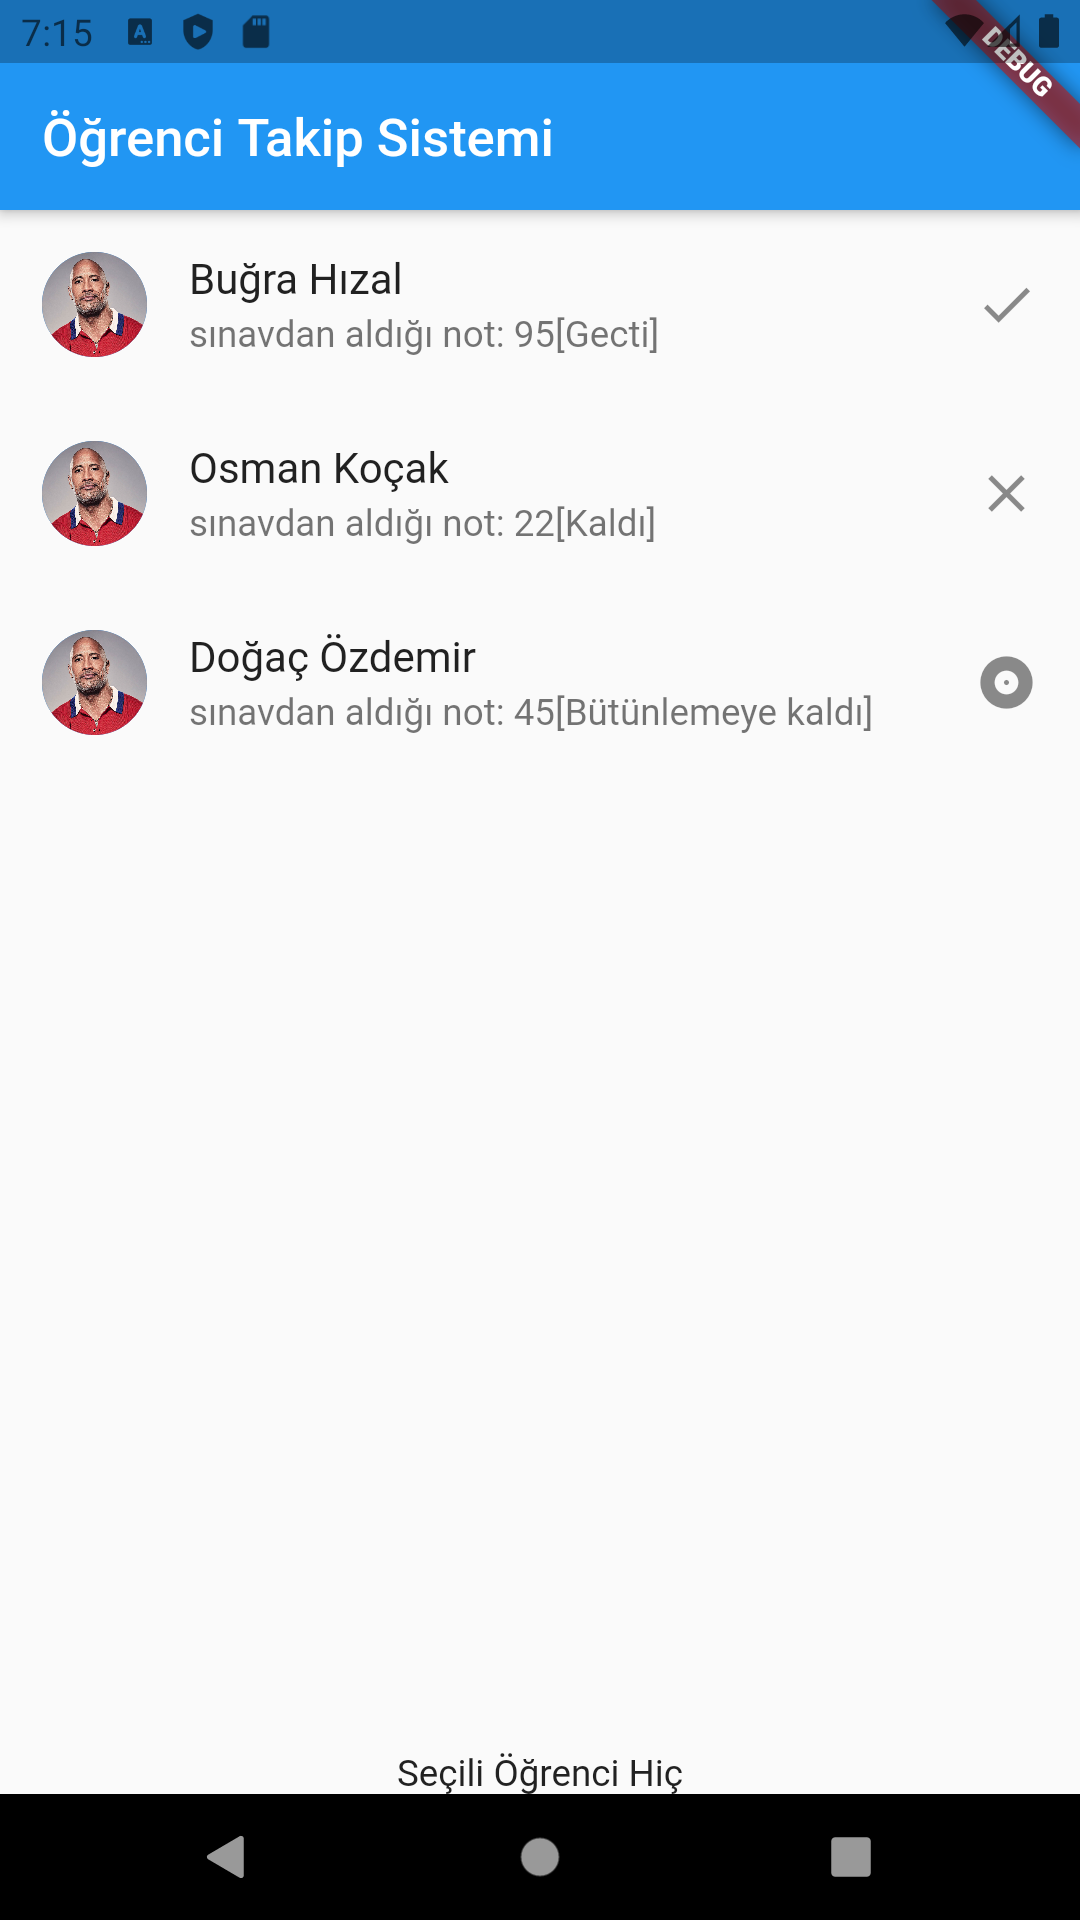 7:15
DEBUG
Öğrenci Takip Sistemi
Buğra Hızal
sınavdan aldığı not: 95[Gecti]
Osman Koçak
sınavdan aldığı not: 22[Kaldı]
Doğaç Özdemir
sınavdan aldığı not: 45[Bütünlemeye kaldı]
Seçili Öğrenci Hiç